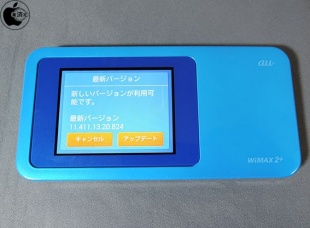 最新バージョン
新しいバージョンが利用可
能です。
最新バージョン
11.411.13.20.824
キャンセル
アップデート
au
WiMAX 2+